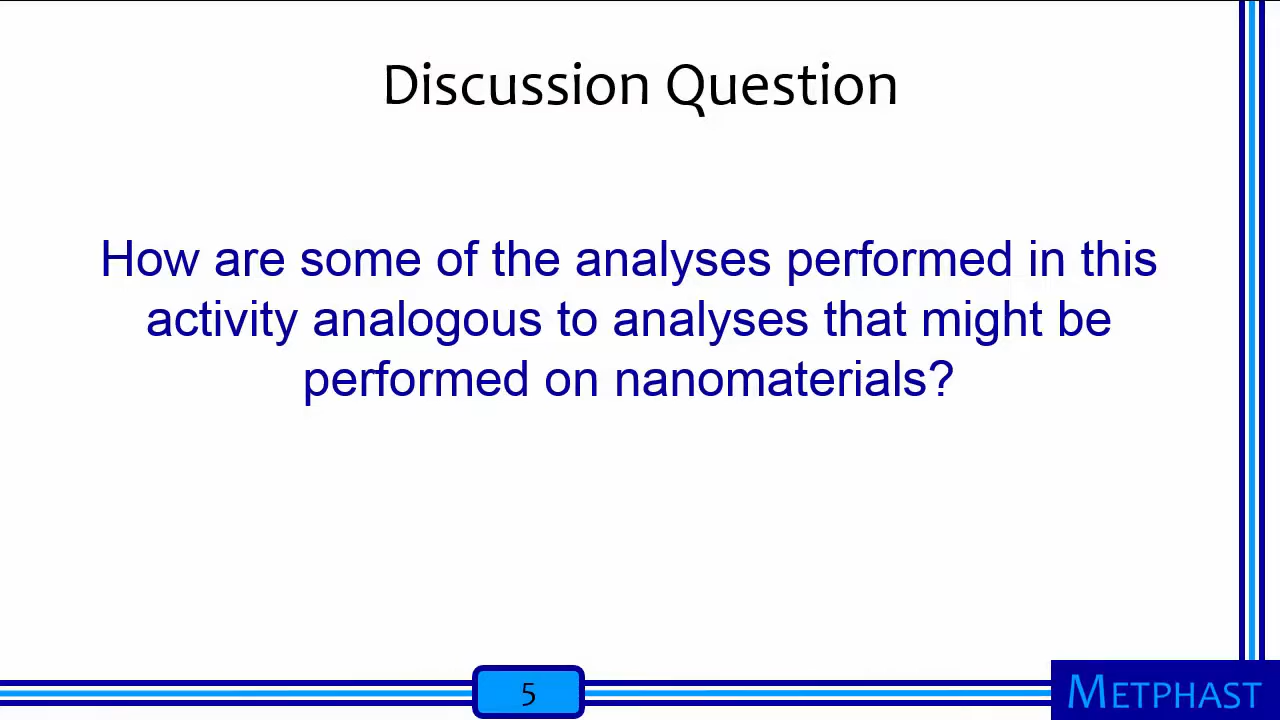 Discussion Question
How are some of the analyses performed in this
activity analogous to analyses that might be
performed on nanomaterials?
5
METPHAST